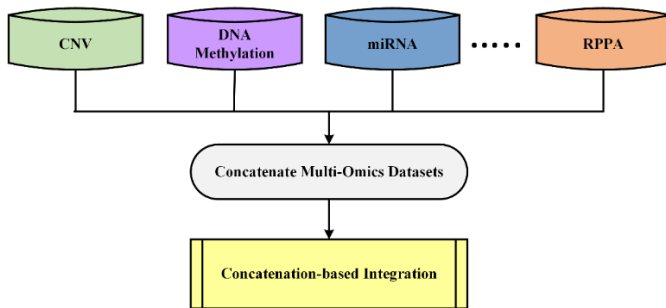 CNV
DNA
Methylation
miRNA
RPPA
Concatenate Multi-Omics Datasets
Concatenation-based Integration